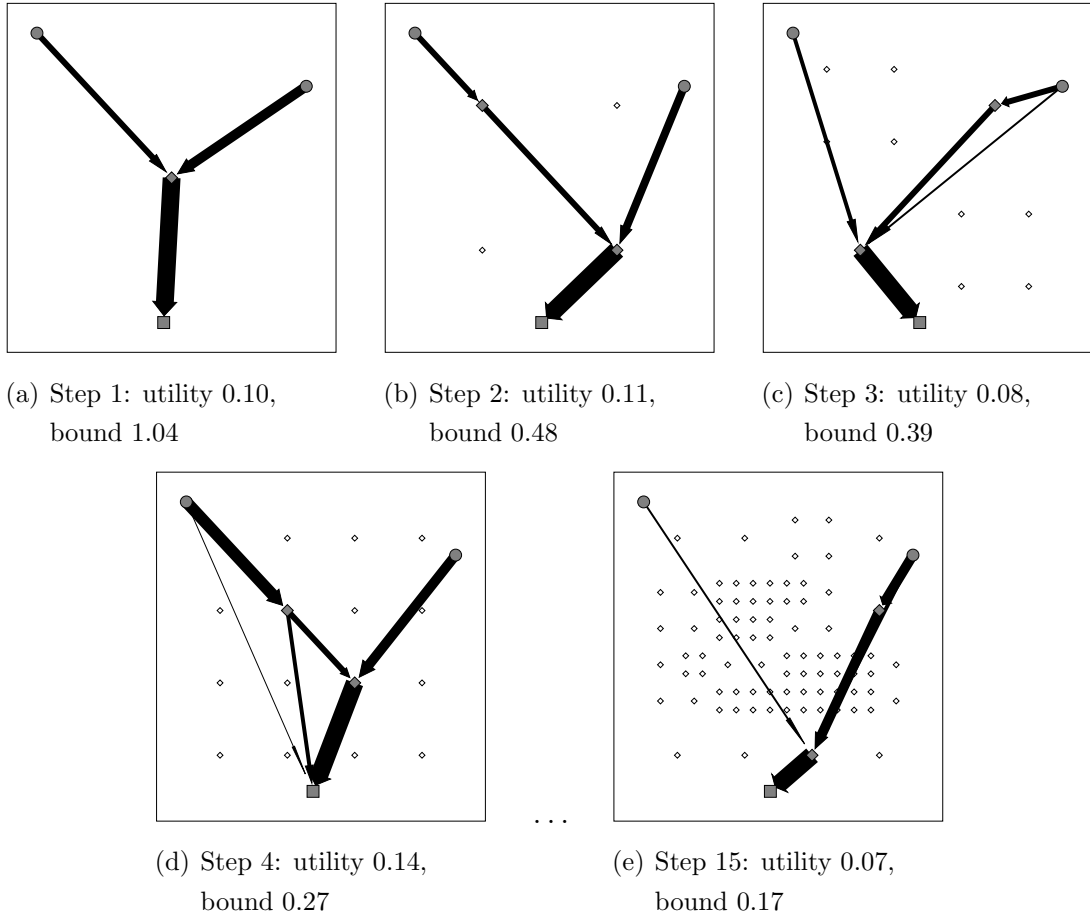 (a) Step 1: utility 0.10,
bound 1.04
(b) Step 2: utility 0.11,
bound 0.48
(c) Step 3: utility 0.08,
bound 0.39
. . .
(d) Step 4: utility 0.14,
bound 0.27
(e) Step 15: utility 0.07,
bound 0.17